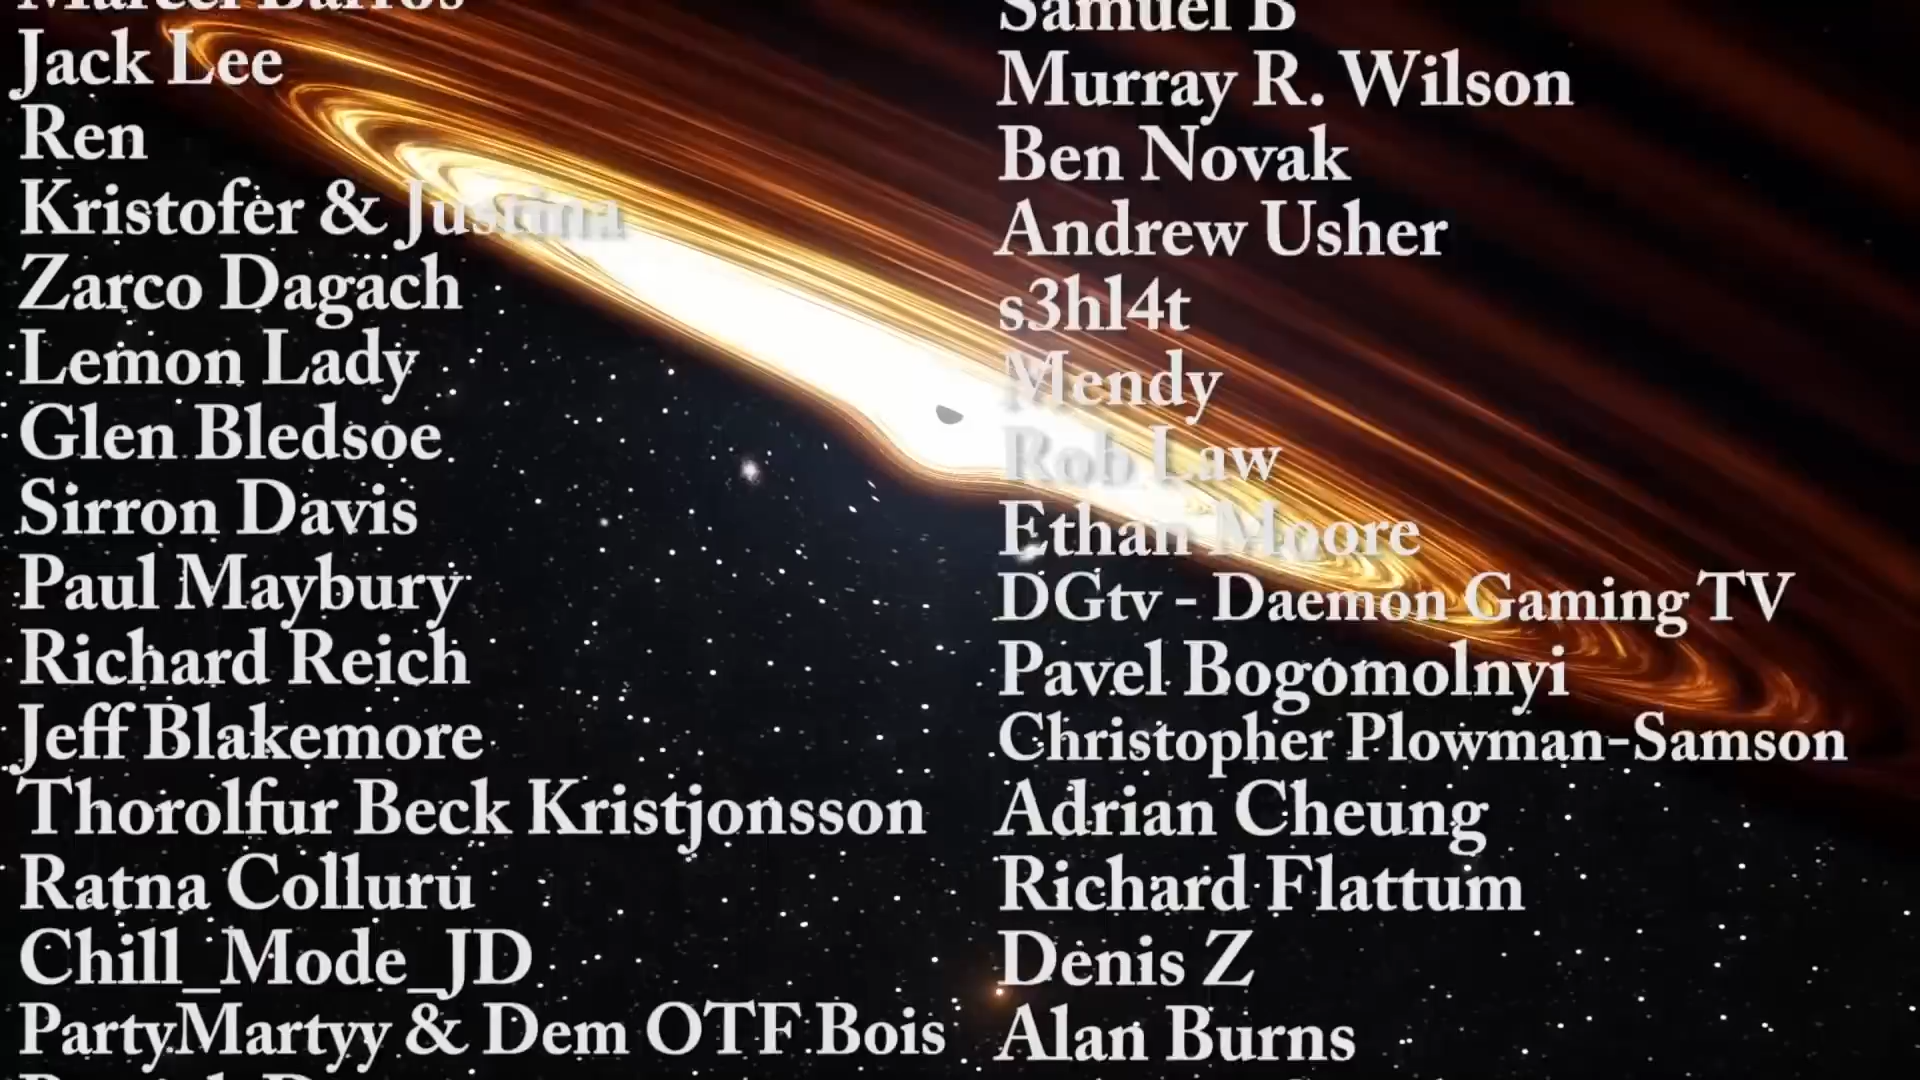 Marcel Barros
Jack Lee
Ren
Kristofer & Justina
Zarco Dagach
Lemon Lady
Glen Bledsoe
Sirron Davis
Paul Maybury
Richard Reich
Jeff Blakemore
Thorolfur Beck Kristjonsson
Ratna Colluru
Chill_Mode_JD
PartyMartyy & Dem OTF Bois
Samuel B
Murray R. Wilson
Ben Novak
Andrew Usher
s3hl4t
Mendy
Rob Law
Ethan Moore
DGtv - Daemon Gaming TV
Pavel Bogomolnyi
Christopher Plowman-Samson
Adrian Cheung
Richard Flattum
Denis Z
Alan Burns